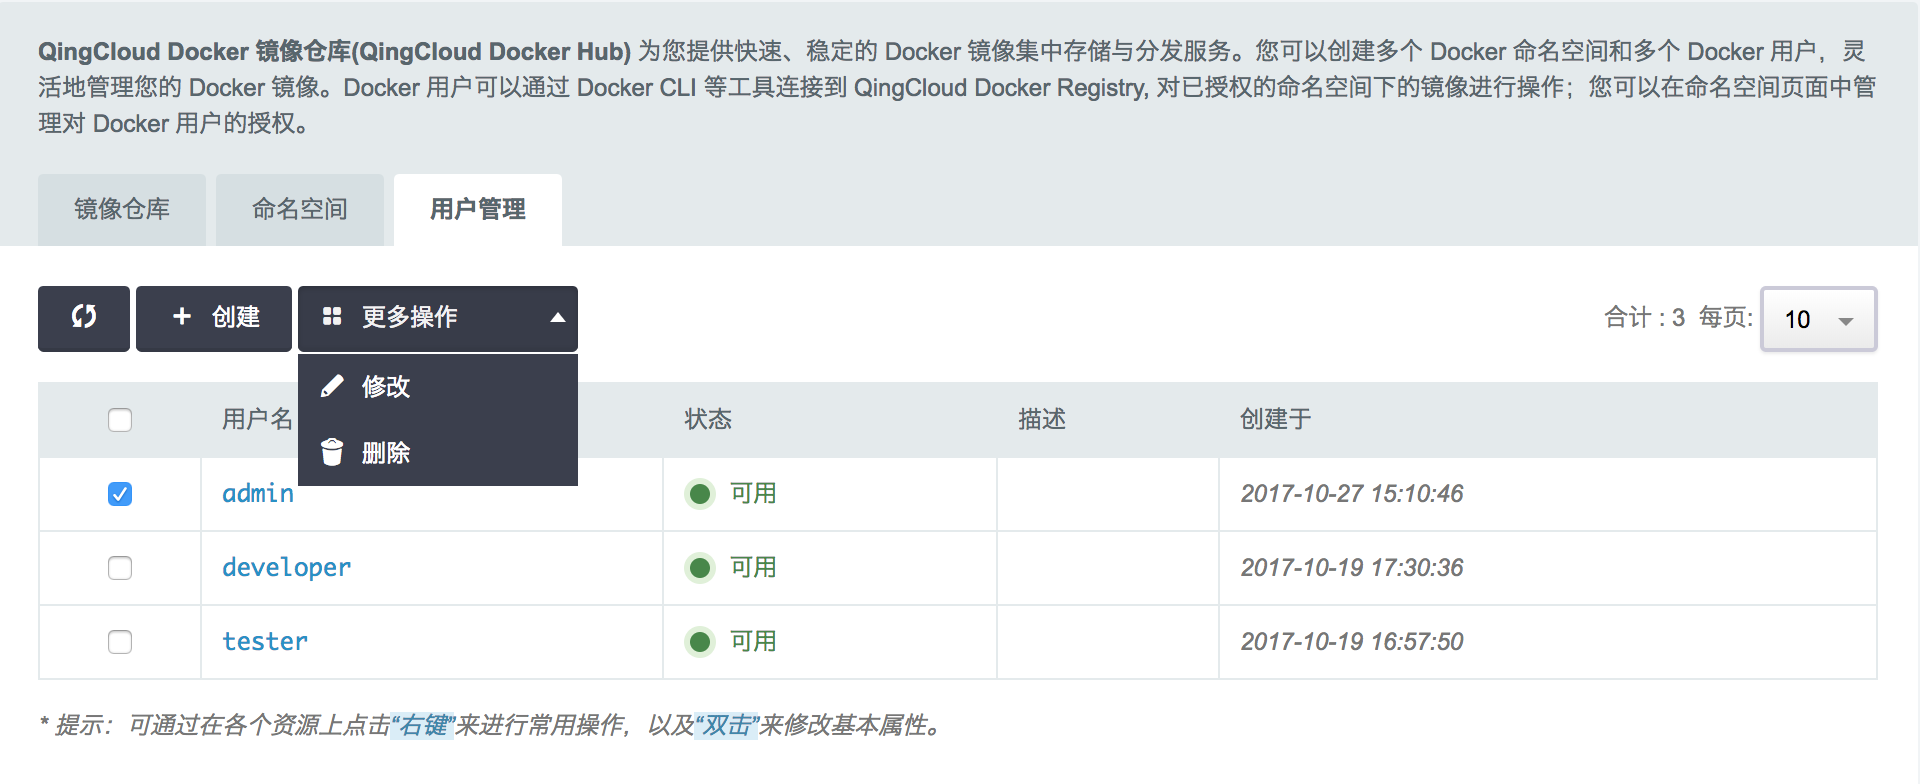 QingCloud Docker 镜像仓库(QingCloud Docker Hub) 为您提供快速、稳定的 Docker 镜像集中存储与分发服务。您可以创建多个 Docker 命名空间和多个 Docker 用户，灵
活地管理您的 Docker 镜像。Docker 用户可以通过 Docker CLI 等工具连接到 QingCloud Docker Registry, 对已授权的命名空间下的镜像进行操作；您可以在命名空间页面中管
理对 Docker 用户的授权。
镜像仓库 命名空间 用户管理
+ 创建 更多操作 合计 : 3 每页: 10
修改
删除
用户名 状态 描述 创建于
admin 可用 2017-10-27 15:10:46
developer 可用 2017-10-19 17:30:36
tester 可用 2017-10-19 16:57:50
* 提示：可通过在各个资源上点击“右键”来进行常用操作，以及“双击”来修改基本属性。